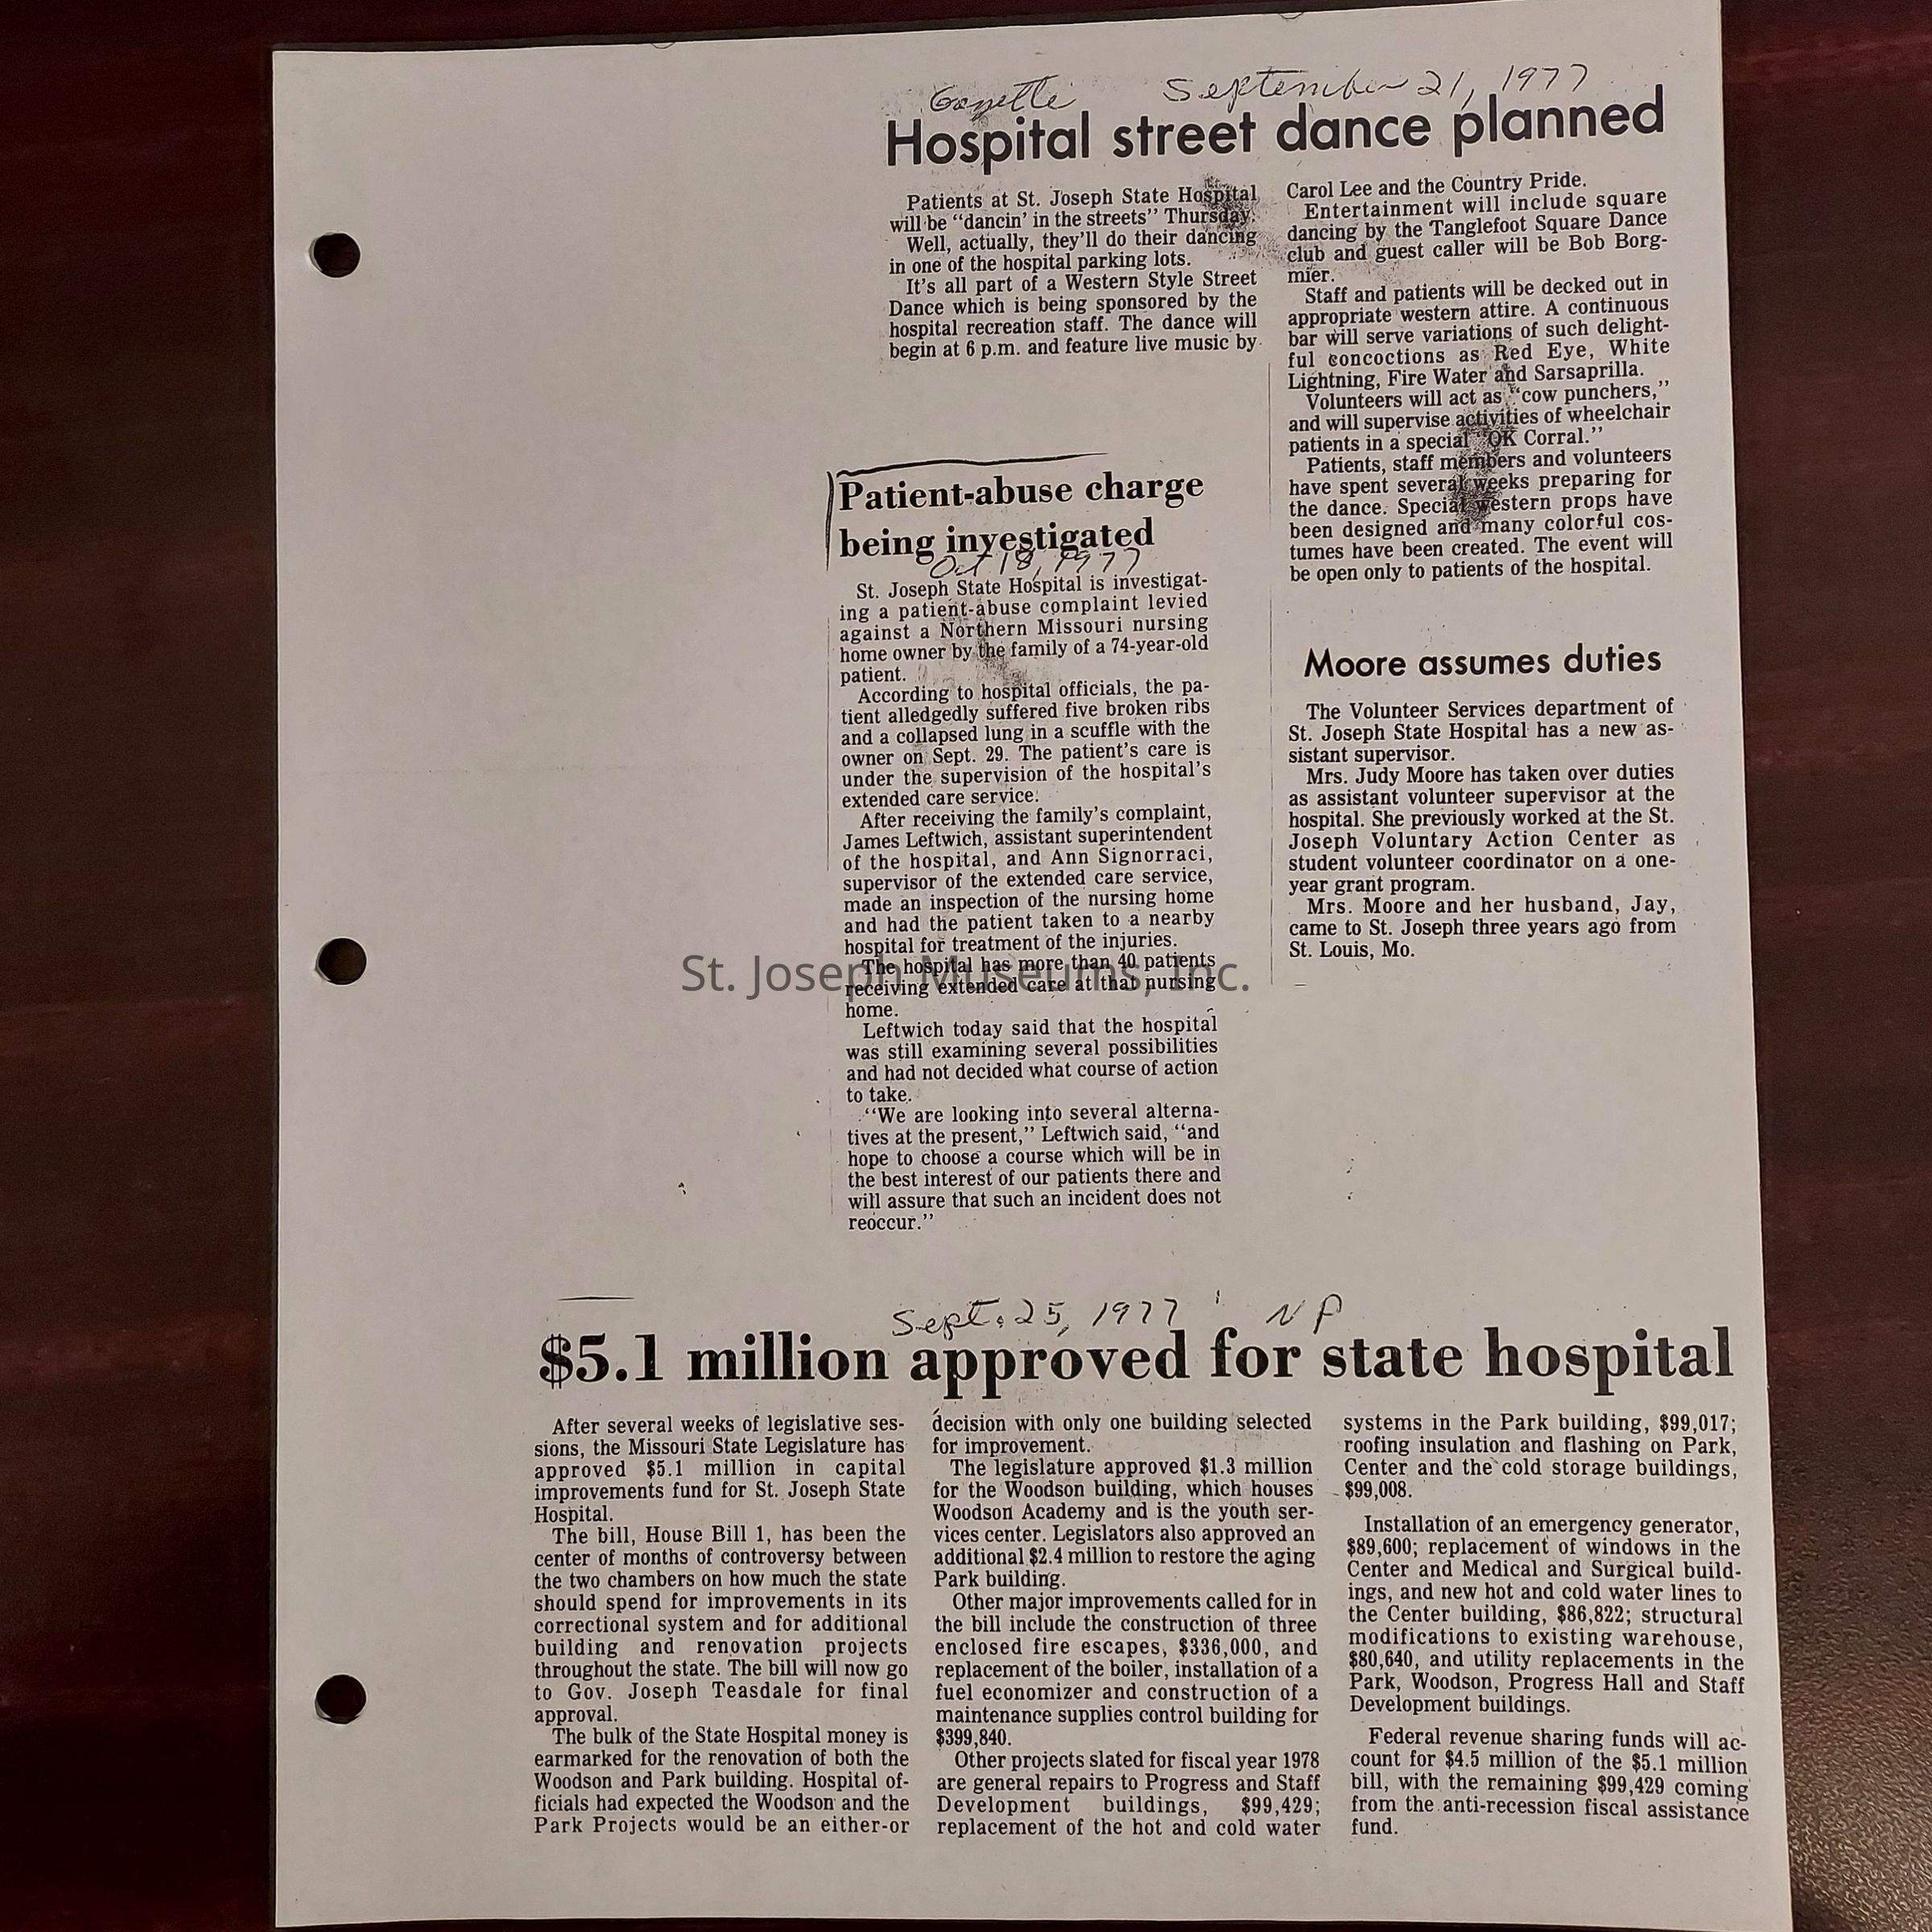 Gazette September 21, 1977
Hospital street dance planned
Patients at St. Joseph State Hospital
will be “dancin’ in the streets” Thursday.
Well, actually, they’ll do their dancing
in one of the hospital parking lots.
It’s all part of a Western Style Street
Dance which is being sponsored by the
hospital recreation staff. The dance will
begin at 6 p.m. and feature live music by
Carol Lee and the Country Pride.
Entertainment will include square
dancing by the Tanglefoot Square Dance
club and guest caller will be Bob Borg-
mier.
Staff and patients will be decked out in
appropriate western attire. A continuous
bar will serve variations of such delight-
ful concoctions as Red Eye, White
Lightning, Fire Water and Sarsaprilla.
Volunteers will act as “cow punchers,”
and will supervise activities of wheelchair
patients in a special “OK Corral.”
Patients, staff members and volunteers
have spent several weeks preparing for
the dance. Special western props have
been designed and many colorful cos-
tumes have been created. The event will
be open only to patients of the hospital.
Patient-abuse charge
being investigated
Oct 18, 1977
St. Joseph State Hospital is investigat-
ing a patient-abuse complaint levied
against a Northern Missouri nursing
home owner by the family of a 74-year-old
patient.
According to hospital officials, the pa-
tient alledgedly suffered five broken ribs
and a collapsed lung in a scuffle with the
owner on Sept. 29. The patient’s care is
under the supervision of the hospital’s
extended care service.
After receiving the family’s complaint,
James Leftwich, assistant superintendent
of the hospital, and Ann Signorraci,
supervisor of the extended care service,
made an inspection of the nursing home
and had the patient taken to a nearby
hospital for treatment of the injuries.
The hospital has more than 40 patients
receiving extended care at that nursing
home.
Leftwich today said that the hospital
was still examining several possibilities
and had not decided what course of action
to take.
“We are looking into several alterna-
tives at the present,” Leftwich said, “and
hope to choose a course which will be in
the best interest of our patients there and
will assure that such an incident does not
reoccur.”
Moore assumes duties
The Volunteer Services department of
St. Joseph State Hospital has a new as-
sistant supervisor.
Mrs. Judy Moore has taken over duties
as assistant volunteer supervisor at the
hospital. She previously worked at the St.
Joseph Voluntary Action Center as
student volunteer coordinator on a one-
year grant program.
Mrs. Moore and her husband, Jay,
came to St. Joseph three years ago from
St. Louis, Mo.
St. Joseph Museums, Inc.
Sept. 25, 1977 NP
$5.1 million approved for state hospital
After several weeks of legislative ses-
sions, the Missouri State Legislature has
approved $5.1 million in capital
improvements fund for St. Joseph State
Hospital.
The bill, House Bill 1, has been the
center of months of controversy between
the two chambers on how much the state
should spend for improvements in its
correctional system and for additional
building and renovation projects
throughout the state. The bill will now go
to Gov. Joseph Teasdale for final
approval.
The bulk of the State Hospital money is
earmarked for the renovation of both the
Woodson and Park building. Hospital of-
ficials had expected the Woodson and the
Park Projects would be an either-or
decision with only one building selected
for improvement.
The legislature approved $1.3 million
for the Woodson building, which houses
Woodson Academy and is the youth ser-
vices center. Legislators also approved an
additional $2.4 million to restore the aging
Park building.
Other major improvements called for in
the bill include the construction of three
enclosed fire escapes, $336,000, and
replacement of the boiler, installation of a
fuel economizer and construction of a
maintenance supplies control building for
$399,840.
Other projects slated for fiscal year 1978
are general repairs to Progress and Staff
Development buildings, $99,429;
replacement of the hot and cold water
systems in the Park building, $99,017;
roofing insulation and flashing on Park,
Center and the cold storage buildings,
$99,008.
Installation of an emergency generator,
$89,600; replacement of windows in the
Center and Medical and Surgical build-
ings, and new hot and cold water lines to
the Center building, $86,822; structural
modifications to existing warehouse,
$80,640, and utility replacements in the
Park, Woodson, Progress Hall and Staff
Development buildings.
Federal revenue sharing funds will ac-
count for $4.5 million of the $5.1 million
bill, with the remaining $99,429 coming
from the anti-recession fiscal assistance
fund.